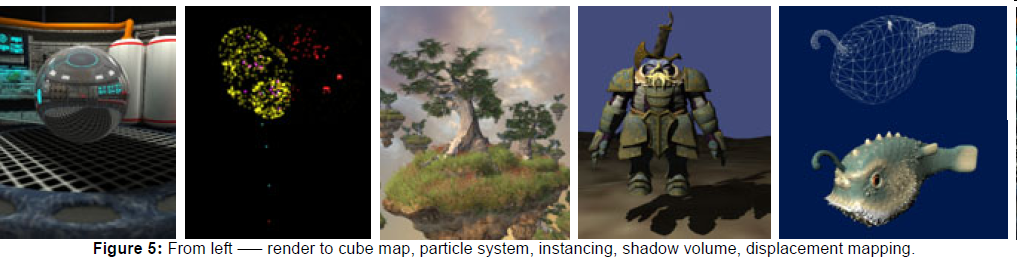 Figure 5: From left —– render to cube map, particle system, instancing, shadow volume, displacement mapping.